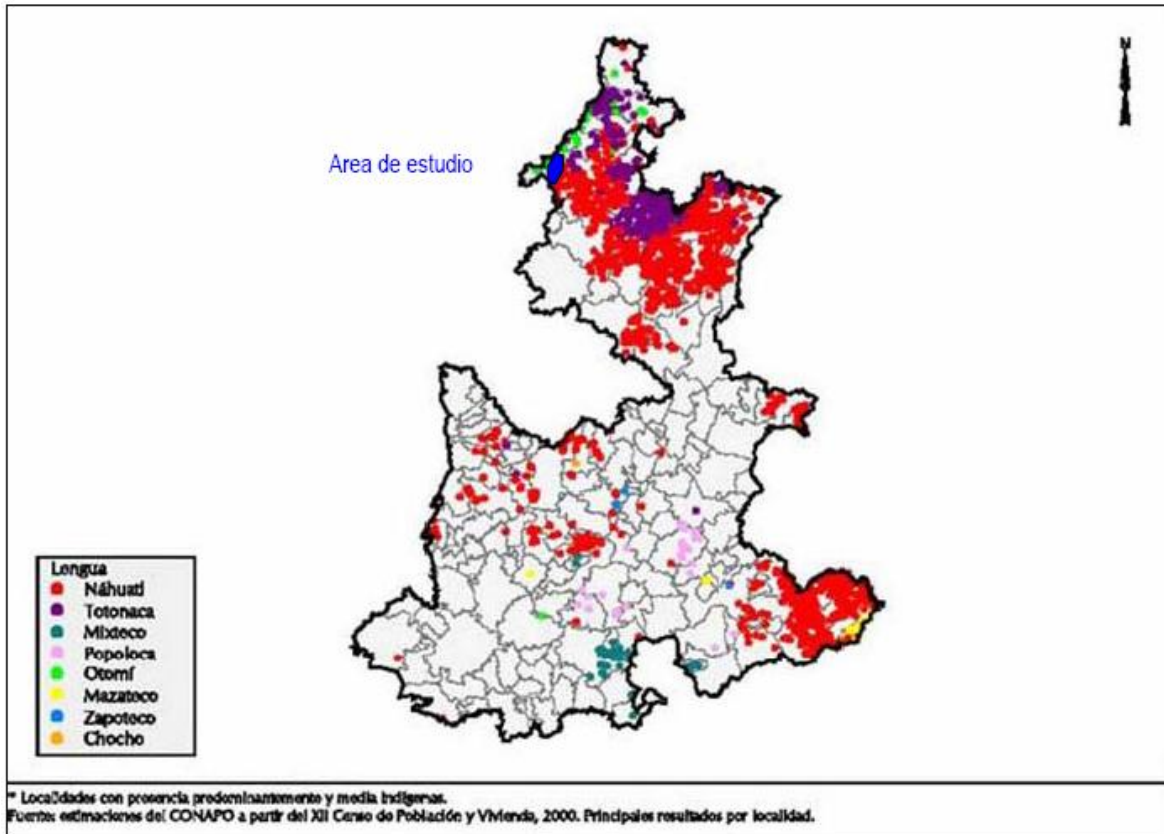 N
Area de estudio
Lengua
Náhuatl
Totonaca
Mixteco
Popoloca
Otomí
Mazateco
Zapoteco
Chocho
** Localidades con presencia predominantemente y media indígenas.
Fuente: estimaciones del CONAPO a partir del XII Censo de Población y Vivienda, 2000. Principales resultados por localidad.